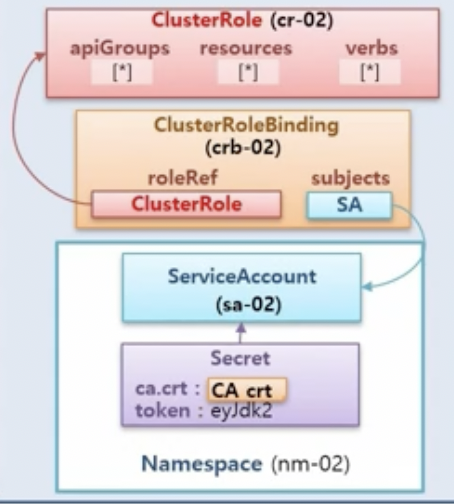 ClusterRole (cr-02)
apiGroups resources verbs
[*] [*] [*]
ClusterRoleBinding
(crb-02)
roleRef subjects
ClusterRole SA
ServiceAccount
(sa-02)
Secret
ca.crt : CA crt
token : eyJdk2
Namespace (nm-02)